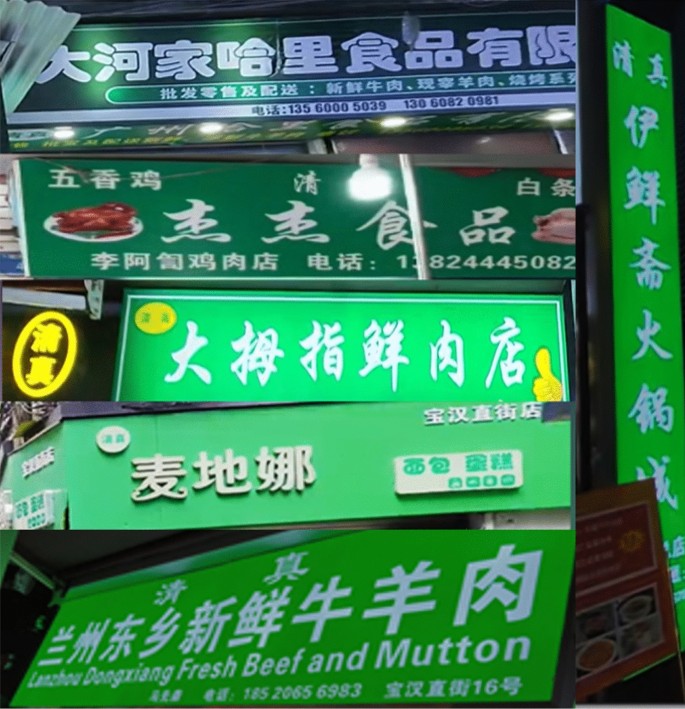 大河家哈里食品有限
批发零售及配送：新鲜牛肉、现宰羊肉、烧烤系列
电话:135 6000 5039 130 6082 0981
五香鸡 清 白条
杰杰食品
李阿訇鸡肉店 电话：13824445082
清真
清真
大拇指鲜肉店
宝汉直街店
清真
麦地娜
面包 蛋糕
面包 蛋糕
清真
兰州东乡新鲜牛羊肉
Lanzhou Dongxiang Fresh Beef and Mutton
电话：185 2065 6983 宝汉直街16号
清真
伊鲜斋火锅城